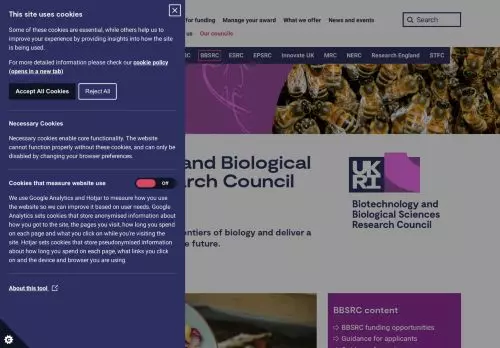 This site uses cookies
Some of these cookies are essential, while others help us to
improve your experience by providing insights into how the site
is being used.
For more detailed information please check our cookie policy
(opens in a new tab)
Accept All Cookies
Reject All
Necessary Cookies
Necessary cookies enable core functionality. The website
cannot function properly without these cookies, and can only be
disabled by changing your browser preferences.
Cookies that measure website use
Off
We use Google Analytics and Hotjar to measure how you use
the website so we can improve it based on user needs. Google
Analytics sets cookies that store anonymised information about
how you got to the site, the pages you visit, how long you spend
on each page and what you click on while you're visiting the
site. Hotjar sets cookies that store pseudonymised information
about how long you spend on each page, what links you click
on and the device and browser you are using.
About this tool
for funding Manage your award What we offer News and events
us Our councils
Search
RC BBSRC ESRC EPSRC Innovate UK MRC NERC Research England STFC
and Biological
rch Council
ntiers of biology and deliver a
e future.
UK
RI
Biotechnology and
Biological Sciences
Research Council
BBSRC content
BBSRC funding opportunities
Guidance for applicants